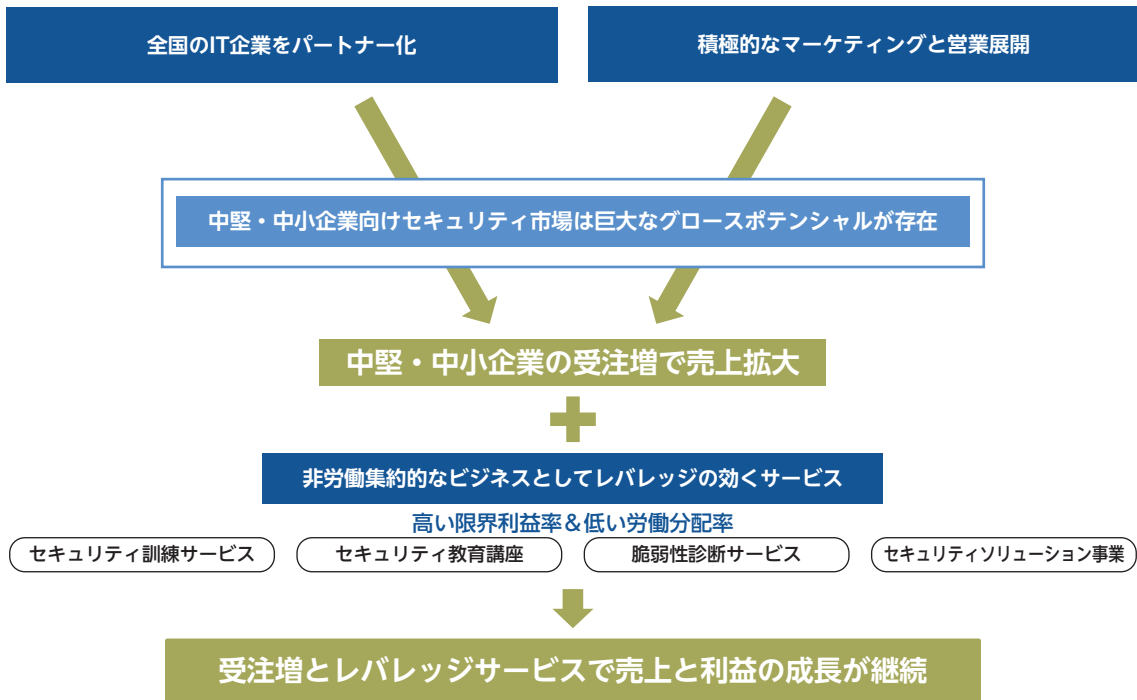 全国のIT企業をパートナー化
積極的なマーケティングと営業展開
中堅・中小企業向けセキュリティ市場は巨大なグロースポテンシャルが存在
中堅・中小企業の受注増で売上拡大
非労働集約的なビジネスとしてレバレッジの効くサービス
高い限界利益率＆低い労働分配率
セキュリティ訓練サービス
セキュリティ教育講座
脆弱性診断サービス
セキュリティソリューション事業
受注増とレバレッジサービスで売上と利益の成長が継続